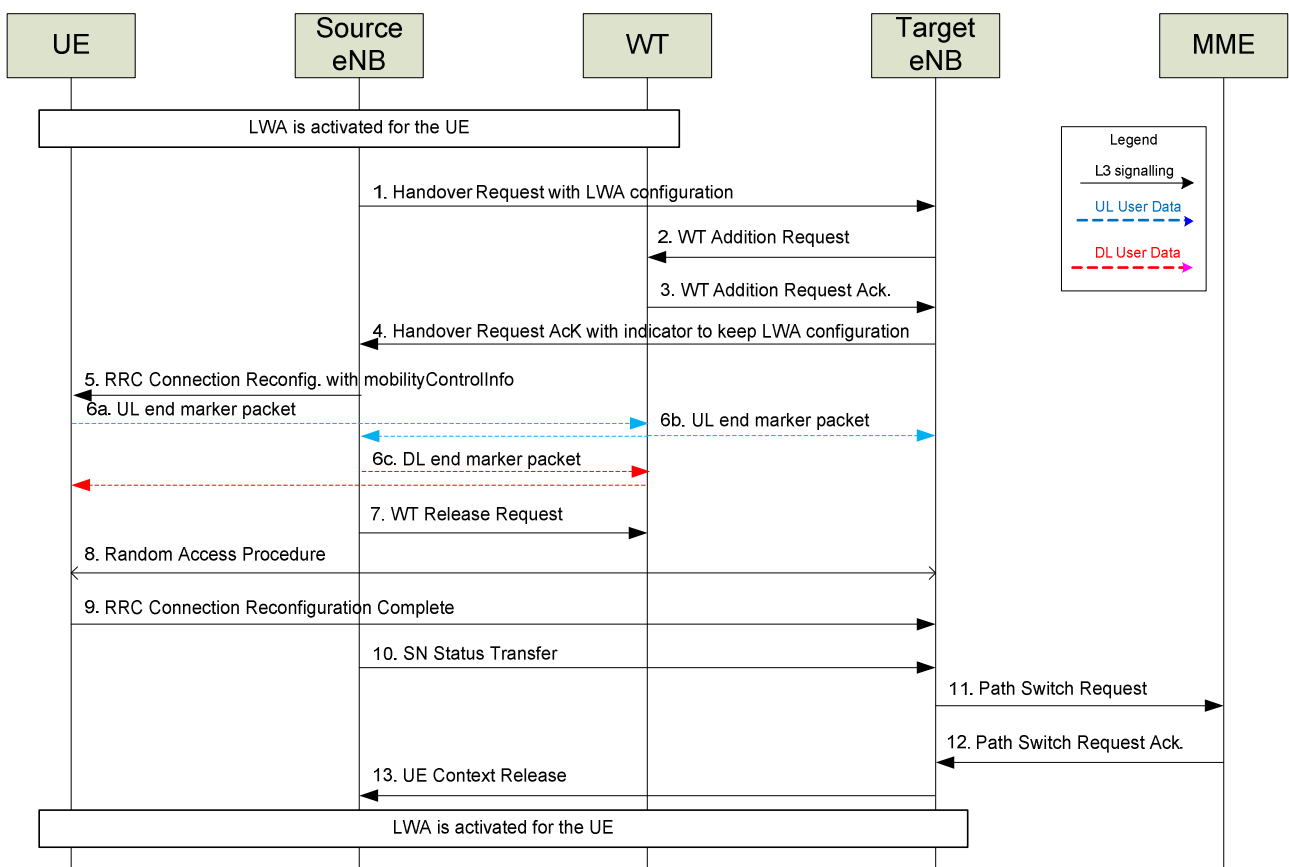 UE
Source
eNB
WT
Target
eNB
MME
LWA is activated for the UE
Legend
L3 signalling
UL User Data
DL User Data
1. Handover Request with LWA configuration
2. WT Addition Request
3. WT Addition Request Ack.
4. Handover Request AcK with indicator to keep LWA configuration
5. RRC Connection Reconfig. with mobilityControlInfo
6a. UL end marker packet
6b. UL end marker packet
6c. DL end marker packet
7. WT Release Request
8. Random Access Procedure
9. RRC Connection Reconfiguration Complete
10. SN Status Transfer
11. Path Switch Request
12. Path Switch Request Ack.
13. UE Context Release
LWA is activated for the UE